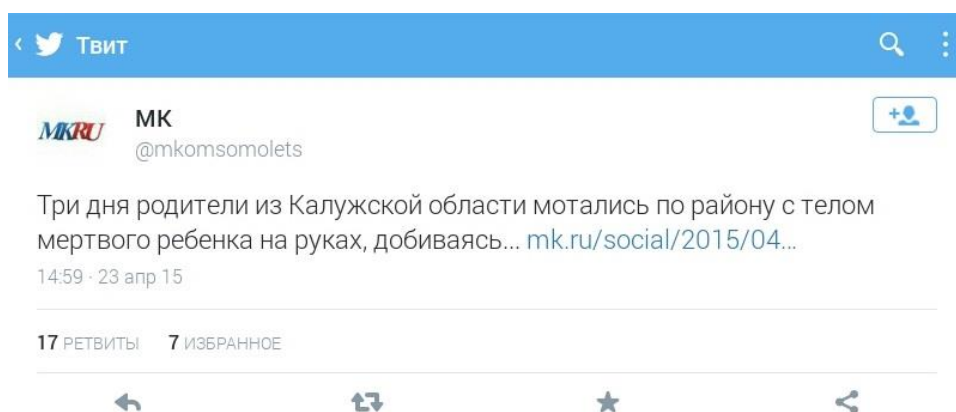 Твит
MKRU
МК
@mkomsomolets
Три дня родители из Калужской области мотались по району с телом
мертвого ребенка на руках, добиваясь... mk.ru/social/2015/04...
14:59 · 23 апр 15
17 РЕТВИТЫ 7 ИЗБРАННОЕ